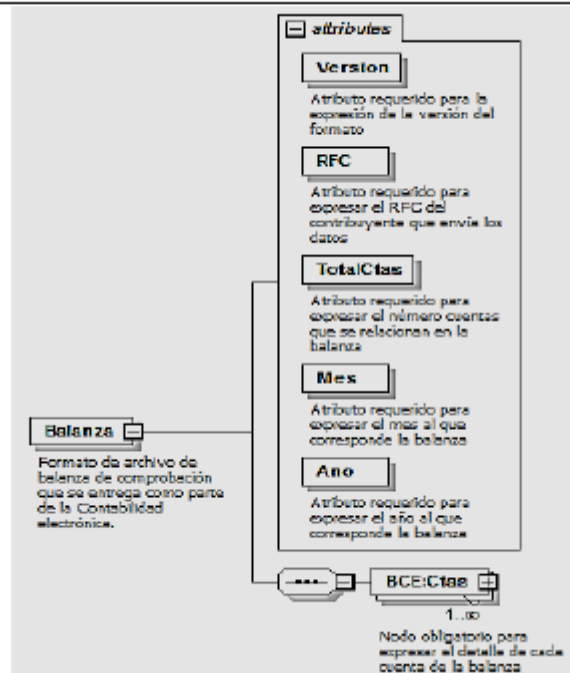 attributes
Version
Atributo requerido para la
expresión de la versión del
formato
RFC
Atributo requerido para
expresar el RFC del
contribuyente que envía los
datos
TotalCtas
Atributo requerido para
expresar el número cuentas
que se relacionan en la
balanza
Mes
Atributo requerido para
expresar el mes al que
corresponde la balanza
Ano
Atributo requerido para
expresar el año al que
corresponde la balanza
Balanza
Formato de archivo de
balanza de comprobación
que se entrega como parte
de la Contabilidad
electrónica.
BCE:Ctas
1..∞
Nodo obligatorio para
expresar el detalle de cada
cuenta de la balanza